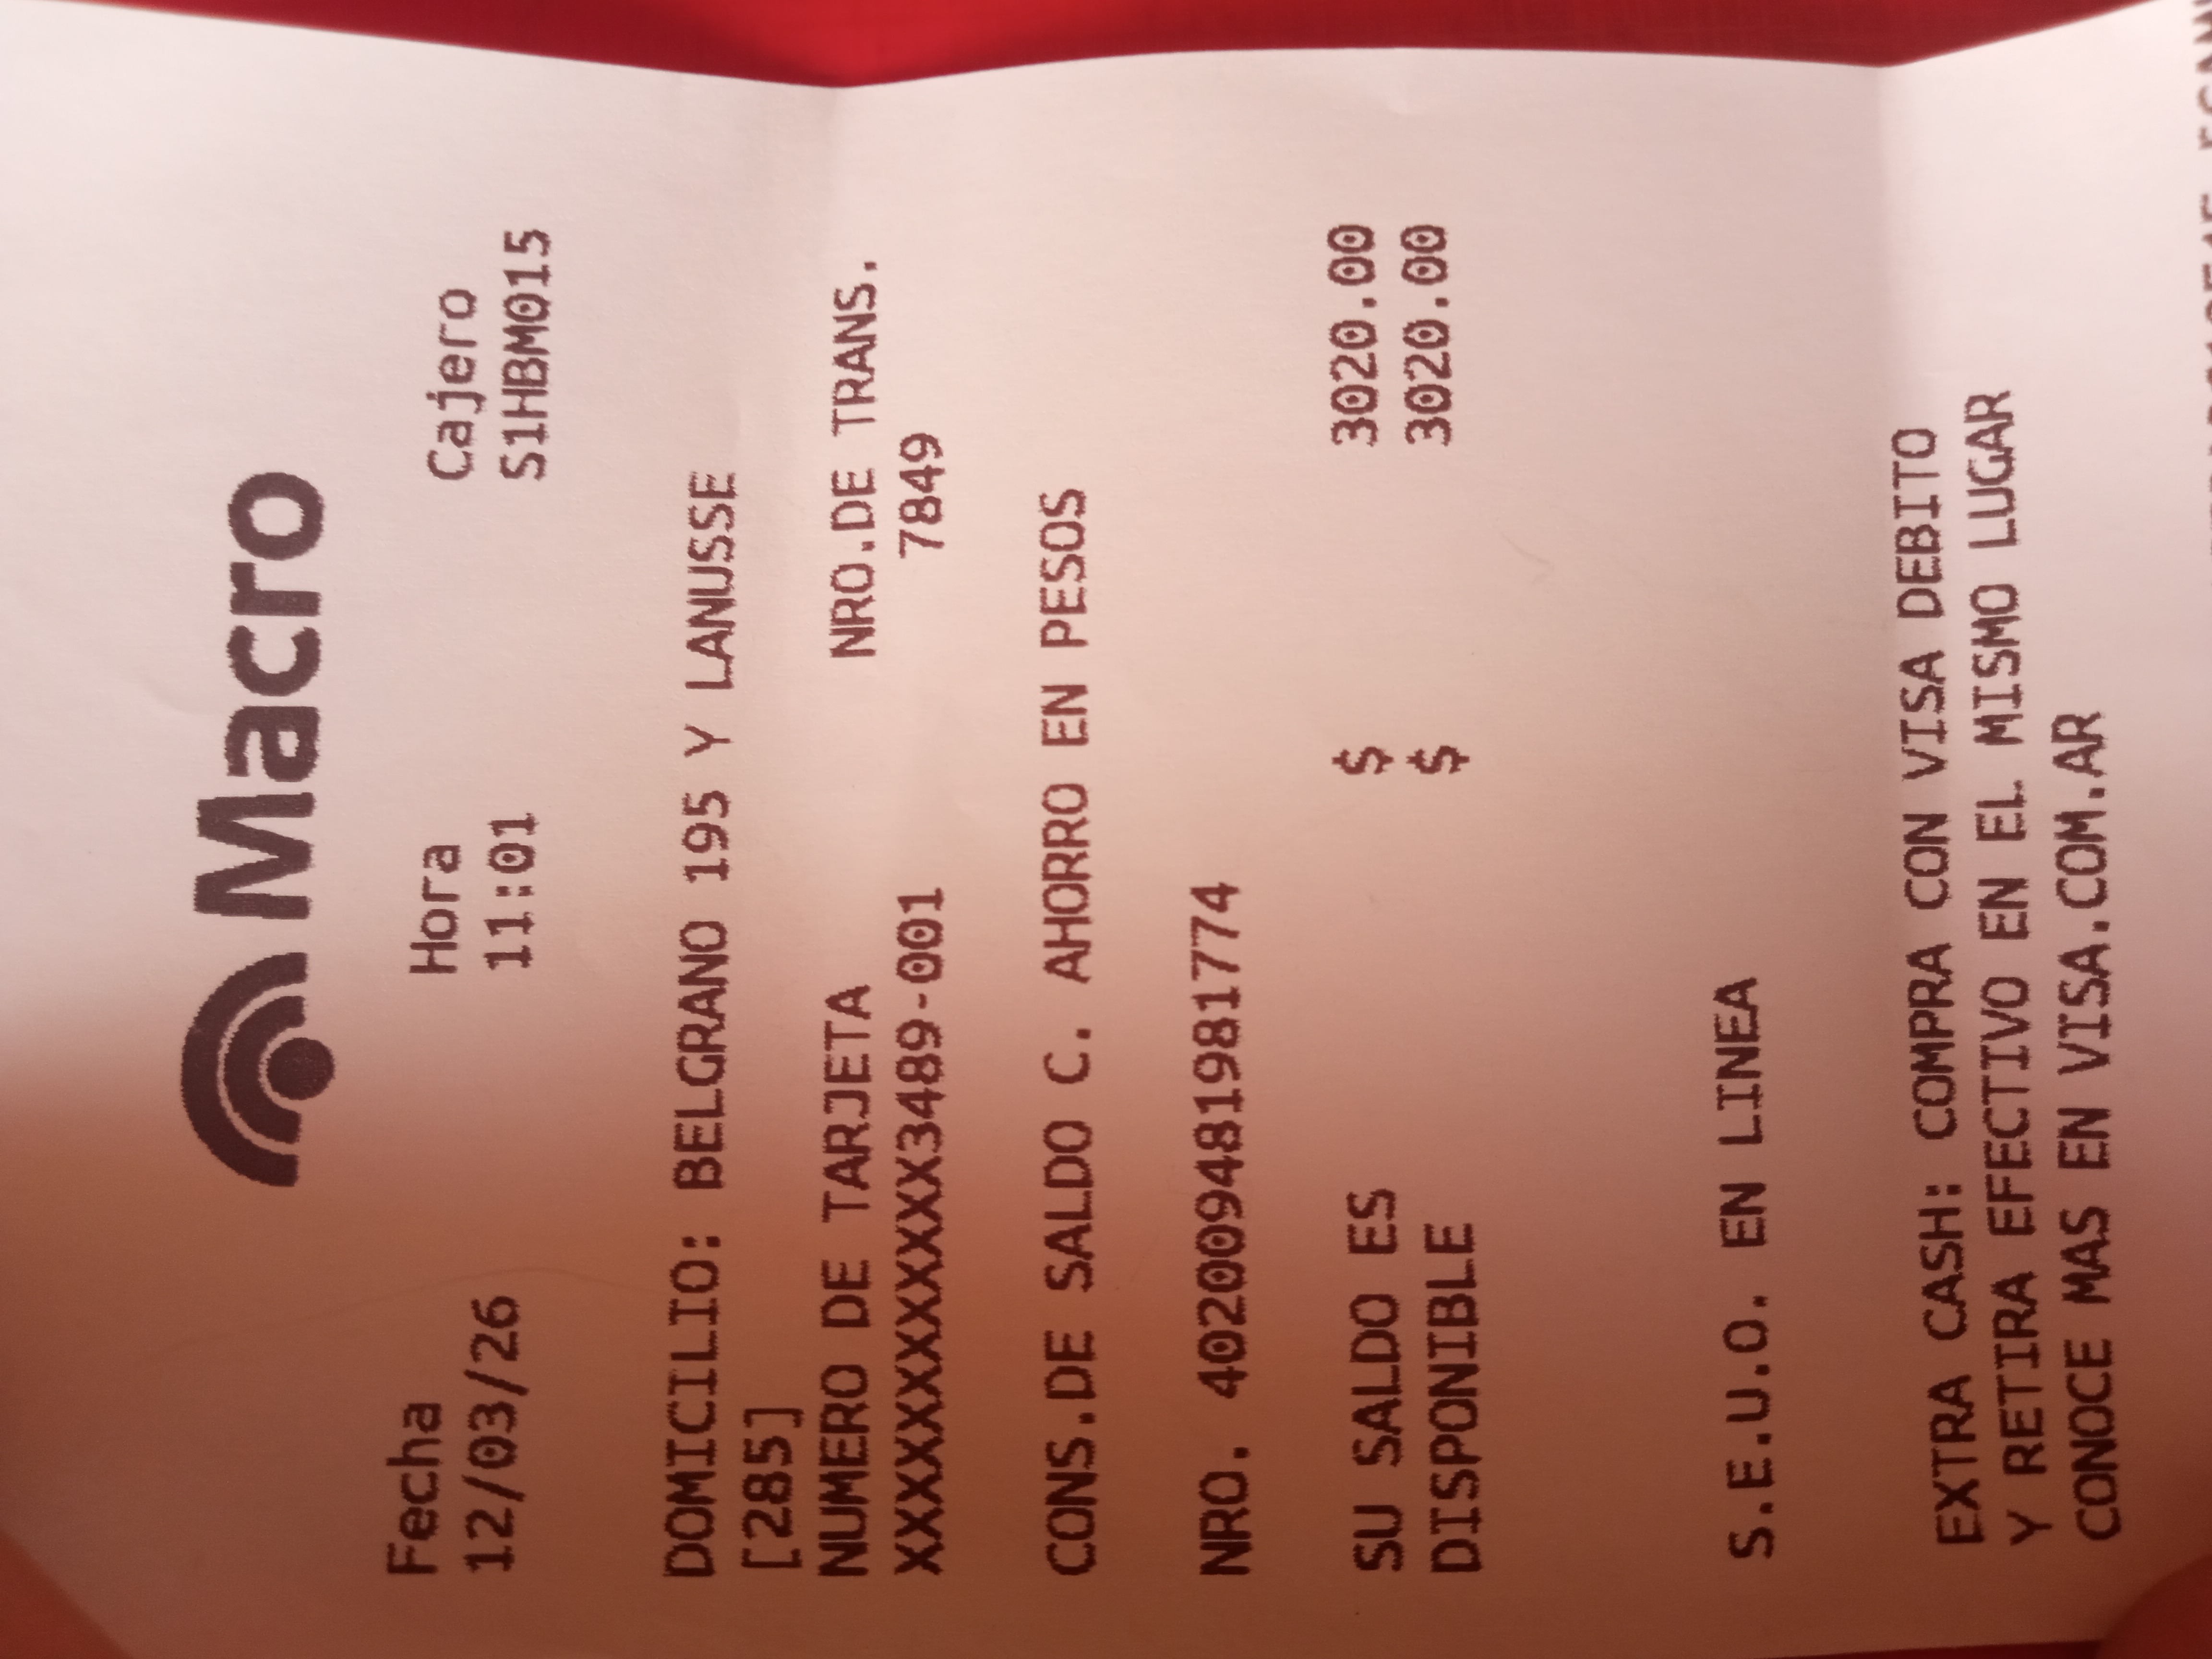 Macro
Fecha Hora Cajero
12/03/26 11:01 S1HBM015
DOMICILIO: BELGRANO 195 Y LANUSSE
[285]
NUMERO DE TARJETA NRO.DE TRANS.
XXXXXXXXXXXX3489-001 7849
CONS.DE SALDO C. AHORRO EN PESOS
NRO. 402009481981774
SU SALDO ES $ 3020.00
DISPONIBLE $ 3020.00
S.E.U.O. EN LINEA
EXTRA CASH: COMPRA CON VISA DEBITO
Y RETIRA EFECTIVO EN EL MISMO LUGAR
CONOCE MAS EN VISA.COM.AR